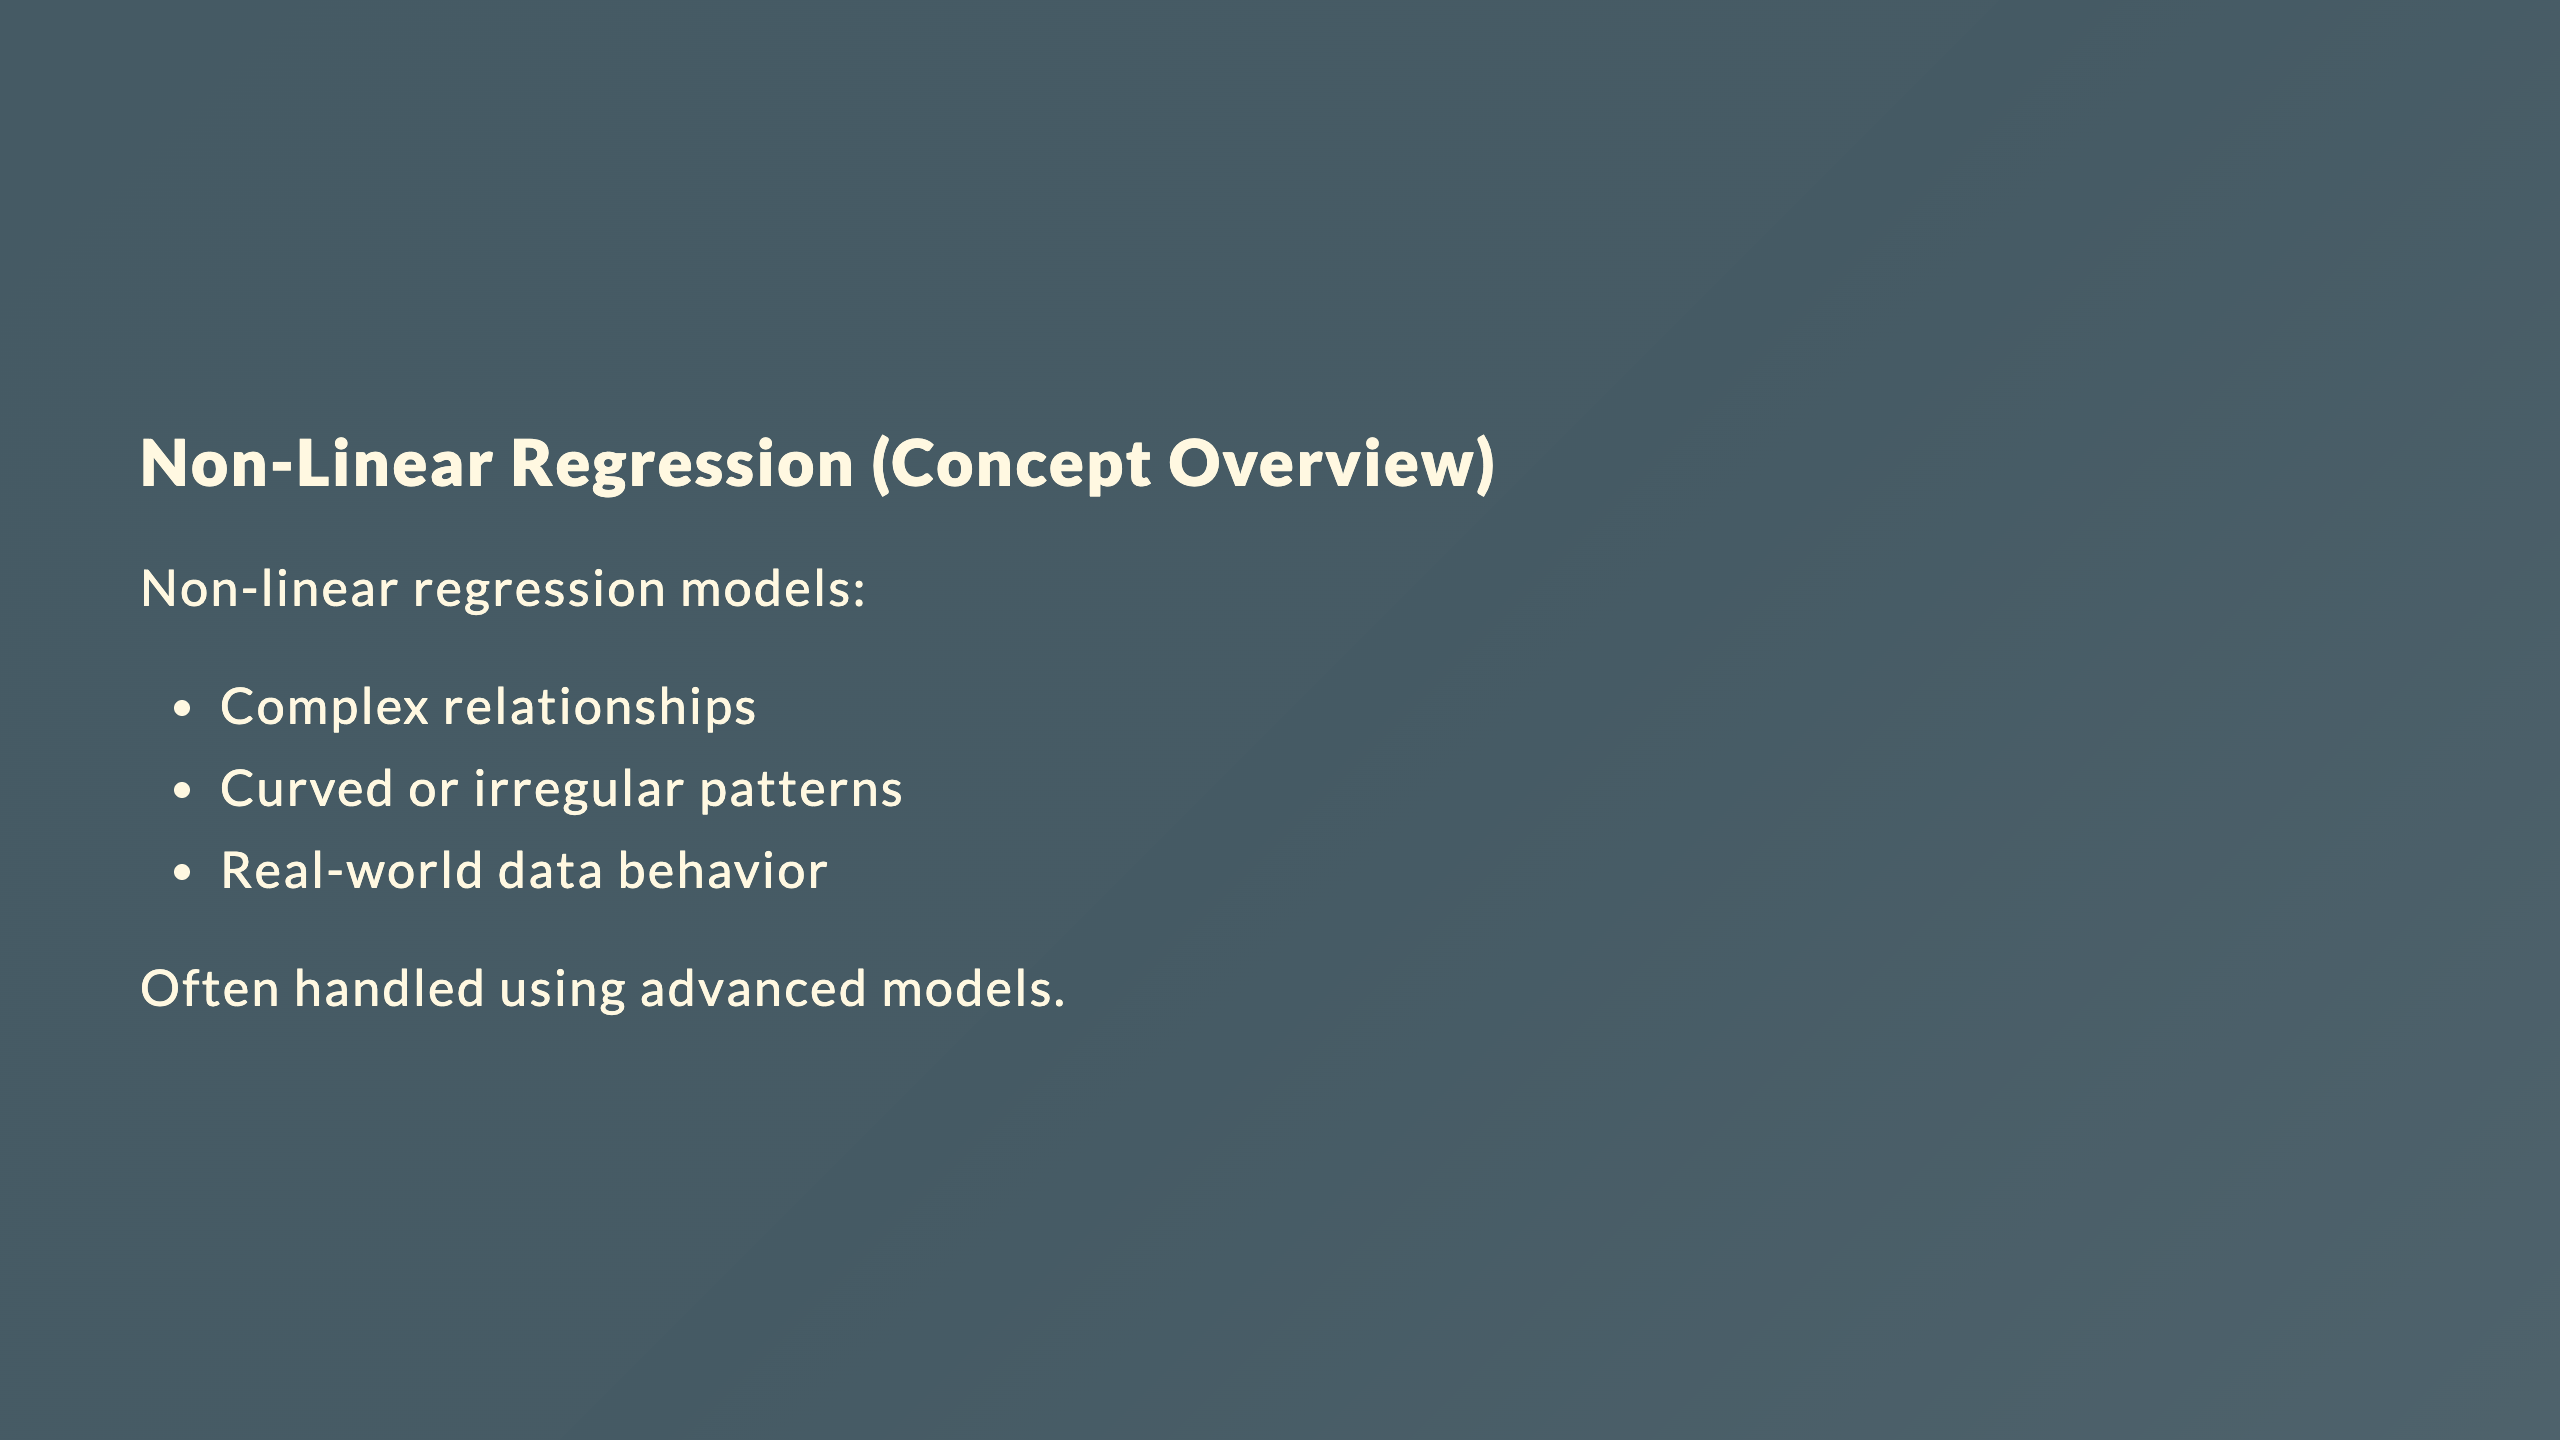 Non-Linear Regression (Concept Overview)
Non-linear regression models:
• Complex relationships
• Curved or irregular patterns
• Real-world data behavior
Often handled using advanced models.